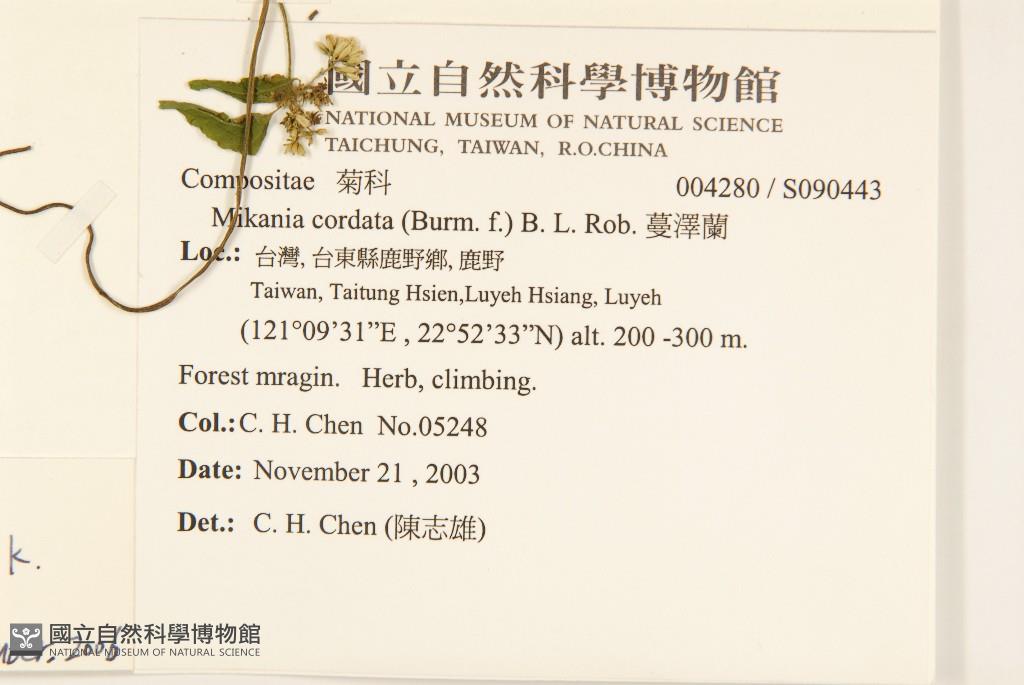 國立自然科學博物館
NATIONAL MUSEUM OF NATURAL SCIENCE
TAICHUNG, TAIWAN, R.O.CHINA
Compositae 菊科 004280 / S090443
Mikania cordata (Burm. f.) B. L. Rob. 蔓澤蘭
Loc.: 台灣, 台東縣鹿野鄉, 鹿野
Taiwan, Taitung Hsien,Luyeh Hsiang, Luyeh
(121°09’31”E , 22°52’33”N) alt. 200 -300 m.
Forest mragin. Herb, climbing.
Col.: C. H. Chen No.05248
Date: November 21 , 2003
Det.: C. H. Chen (陳志雄)
k.
國立自然科學博物館
NATIONAL MUSEUM OF NATURAL SCIENCE